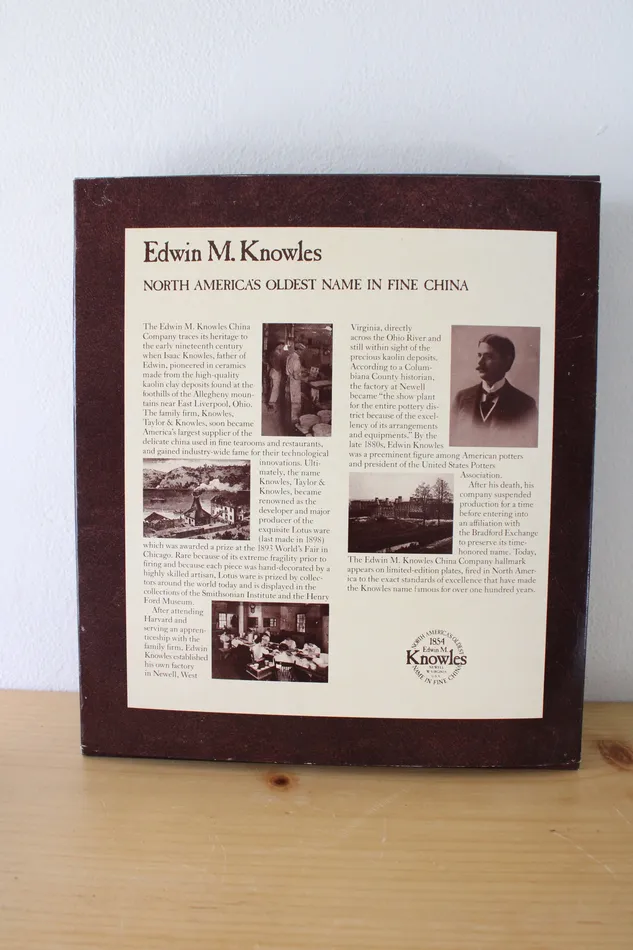 Edwin M. Knowles
NORTH AMERICA'S OLDEST NAME IN FINE CHINA
The Edwin M. Knowles China
Company traces its heritage to
the early nineteenth century
when Isaac Knowles, father of
Edwin, pioneered in ceramics
made from the high-quality
kaolin clay deposits found at the
foothills of the Allegheny moun-
tains near East Liverpool, Ohio.
The family firm, Knowles,
Taylor & Knowles, soon became
America's largest supplier of the
delicate china used in fine tearooms and restaurants,
and gained industry-wide fame for their technological
innovations. Ulti-
mately, the name
Knowles, Taylor &
Knowles, became
renowned as the
developer and major
producer of the
exquisite Lotus ware
(last made in 1898)
which was awarded a prize at the 1893 World's Fair in
Chicago. Rare because of its extreme fragility prior to
firing and because each piece was hand-decorated by a
highly skilled artisan, Lotus ware is prized by collec-
tors around the world today and is displayed in the
collections of the Smithsonian Institute and the Henry
Ford Museum.
After attending
Harvard and
serving an appren-
ticeship with the
family firm, Edwin
Knowles established
his own factory
in Newell, West
Virginia, directly
across the Ohio River and
still within sight of the
precious kaolin deposits.
According to a Colum-
biana County historian,
the factory at Newell
became "the show plant
for the entire pottery dis-
trict because of the excel-
lency of its arrangements
and equipments." By the
late 1880s, Edwin Knowles
was a preeminent figure among American potters
and president of the United States Potters
Association.
After his death, his
company suspended
production for a time
before entering into
an affiliation with
the Bradford Exchange
to preserve its time-
honored name. Today,
The Edwin M. Knowles China Company hallmark
appears on limited-edition plates, fired in North Amer-
ica to the exact standards of excellence that have made
the Knowles name famous for over one hundred years.
NORTH AMERICA'S OLDEST
1854
Edwin M.
Knowles
NEWELL
W. VIRGINIA
U.S.A.
NAME IN FINE CHINA